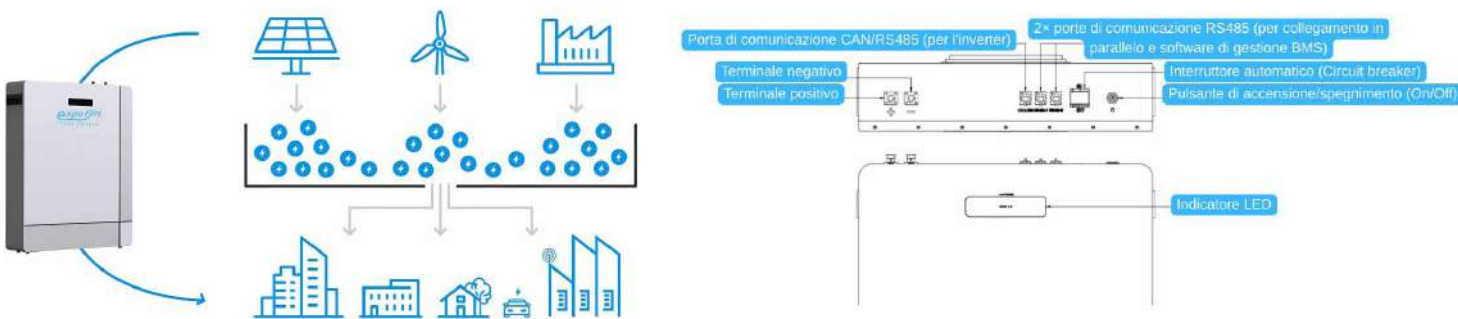 Porta di comunicazione CAN/RS485 (per l'inverter)
2× porte di comunicazione RS485 (per collegamento in
parallelo e software di gestione BMS)
Terminale negativo
Terminale positivo
Interruttore automatico (Circuit breaker)
Pulsante di accensione/spegnimento (On/Off)
Indicatore LED